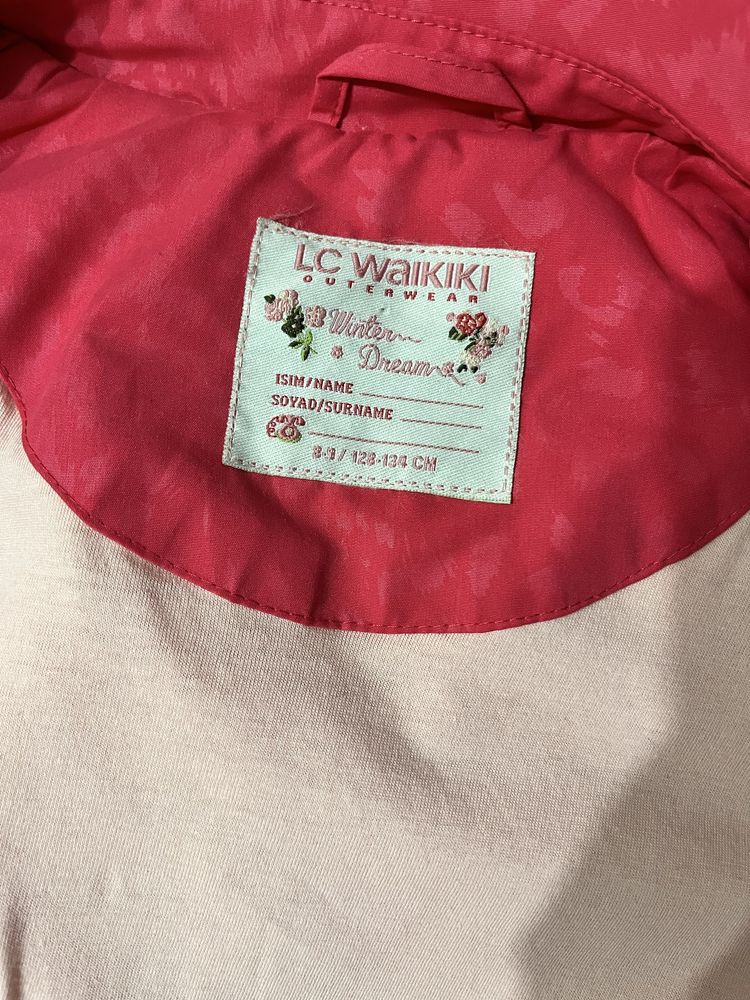 LC WAIKIKI
OUTERWEAR
Winter
Dream
ISIM/NAME
SOYAD/SURNAME
8-9 / 128-134 CM